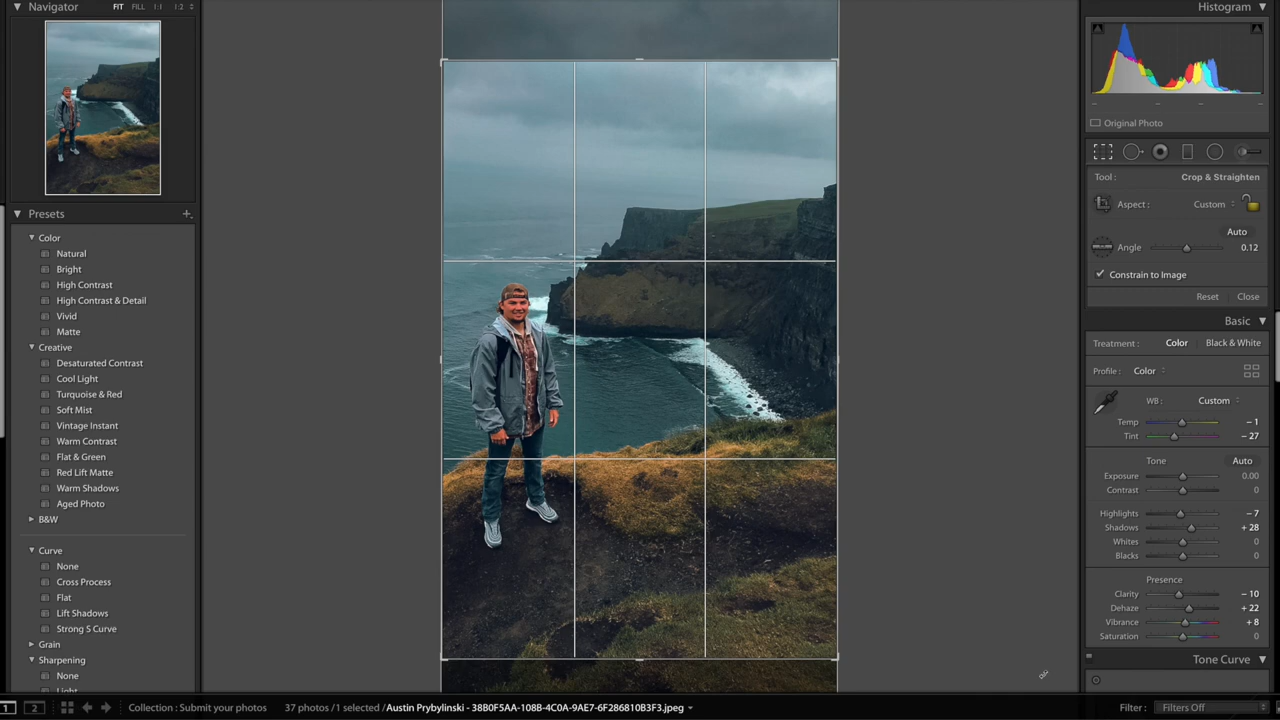 Navigator FIT FILL 1:1 1:2
Presets +
Color
Natural
Bright
High Contrast
High Contrast & Detail
Vivid
Matte
Creative
Desaturated Contrast
Cool Light
Turquoise & Red
Soft Mist
Vintage Instant
Warm Contrast
Flat & Green
Red Lift Matte
Warm Shadows
Aged Photo
B&W
Curve
None
Cross Process
Flat
Lift Shadows
Strong S Curve
Grain
Sharpening
None
Light
Histogram
Original Photo
Tool : Crop & Straighten
Aspect : Custom
Auto
Angle 0.12
Constrain to Image
Reset Close
Basic
Treatment : Color Black & White
Profile : Color
WB : Custom
Temp – 1
Tint – 27
Tone Auto
Exposure 0.00
Contrast 0
Highlights – 7
Shadows + 28
Whites 0
Blacks 0
Presence
Clarity – 10
Dehaze + 22
Vibrance + 8
Saturation 0
Tone Curve
1 2 Collection : Submit your photos 37 photos / 1 selected / Austin Prybylinski - 38B0F5AA-108B-4C0A-9AE7-6F286810B3F3.jpeg Filter : Filters Off